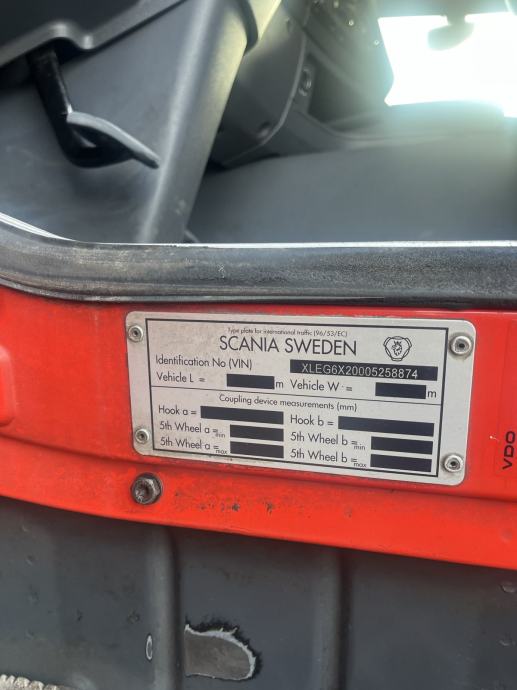 Type plate for international traffic (96/53/EC)
SCANIA SWEDEN
Identification No (VIN) XLEG6X20005258874
Vehicle L = m Vehicle W = m
Coupling device measurements (mm)
Hook a = Hook b =
5th Wheel a min = 5th Wheel b min =
5th Wheel a max = 5th Wheel b max =
VDO